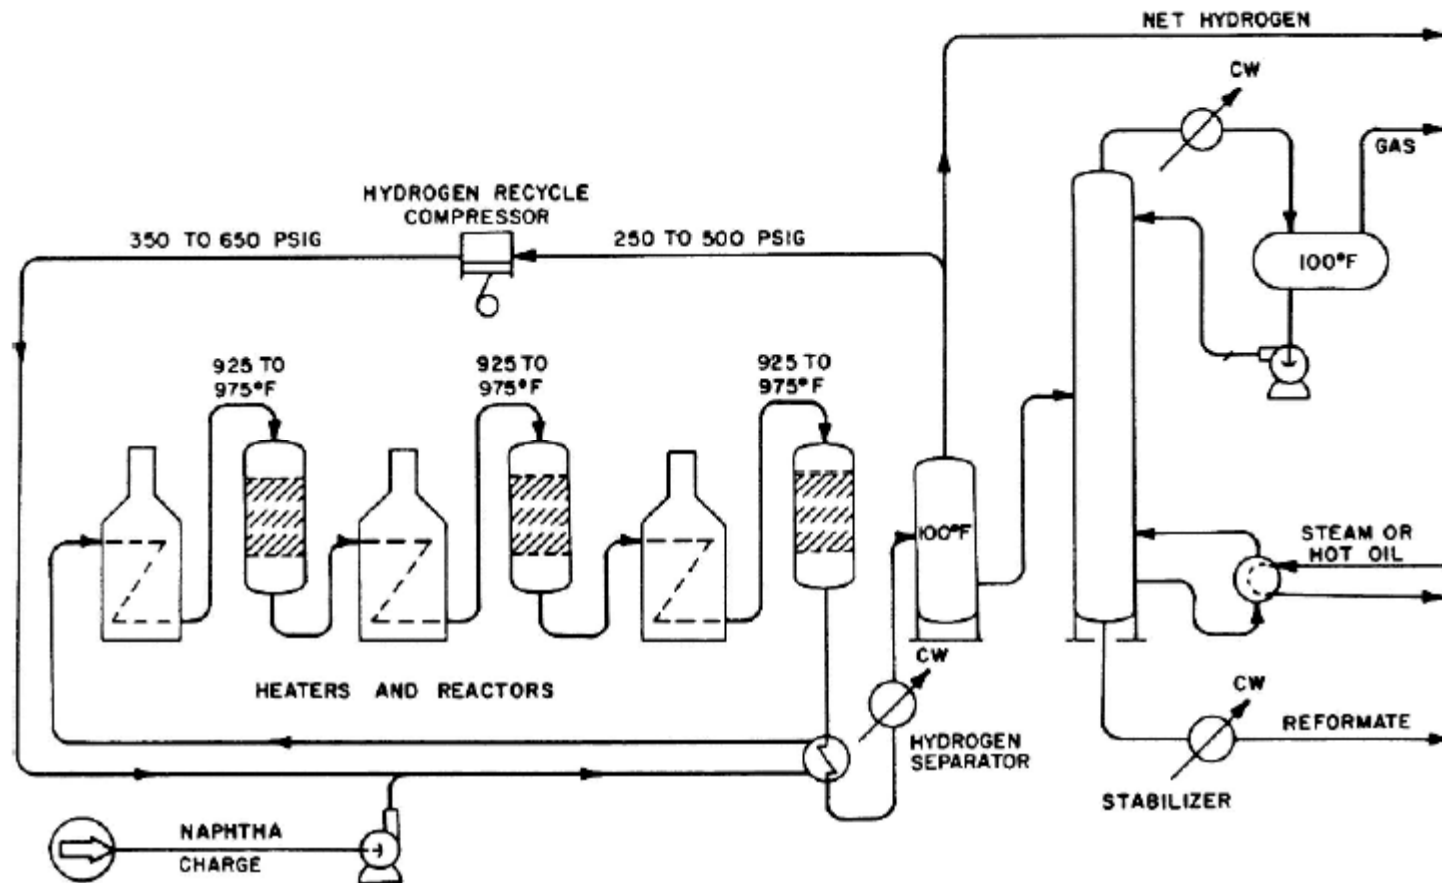 NET HYDROGEN
CW
GAS
HYDROGEN RECYCLE
COMPRESSOR
350 TO 650 PSIG
250 TO 500 PSIG
100°F
925 TO
975°F
925 TO
975°F
925 TO
975°F
100°F
STEAM OR
HOT OIL
HEATERS AND REACTORS
CW
CW
REFORMATE
HYDROGEN
SEPARATOR
STABILIZER
NAPHTHA
CHARGE